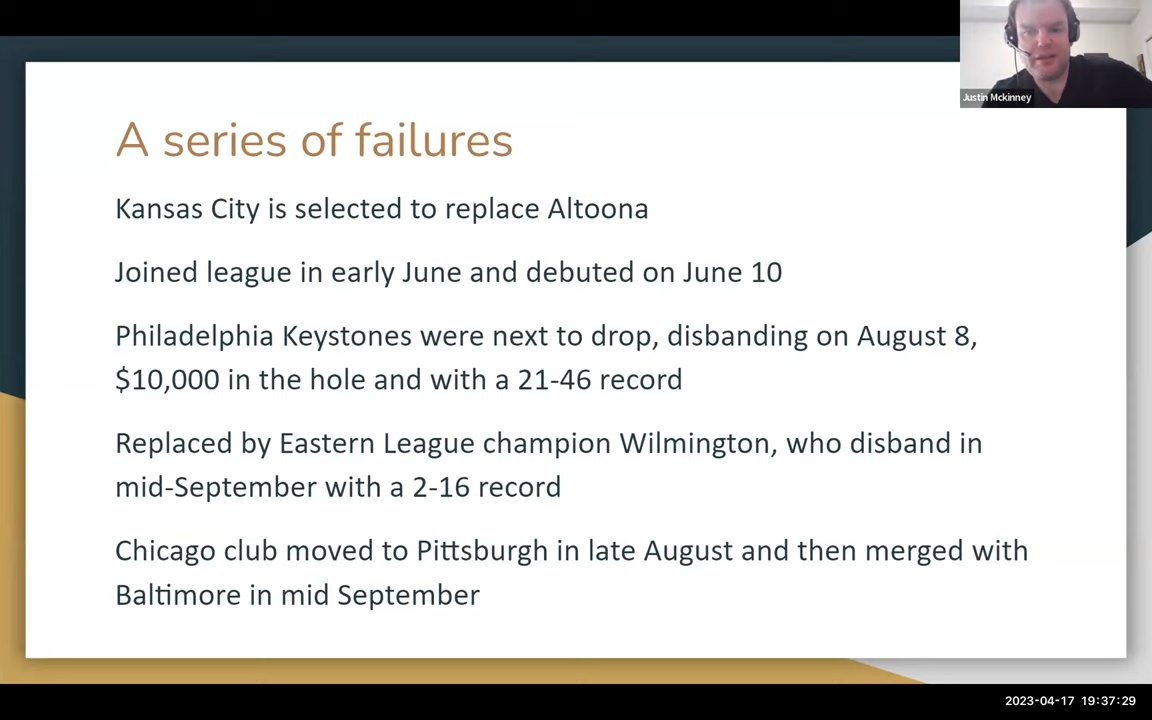 Justin Mckinney
A series of failures
Kansas City is selected to replace Altoona
Joined league in early June and debuted on June 10
Philadelphia Keystones were next to drop, disbanding on August 8,
$10,000 in the hole and with a 21-46 record
Replaced by Eastern League champion Wilmington, who disband in
mid-September with a 2-16 record
Chicago club moved to Pittsburgh in late August and then merged with
Baltimore in mid September
2023-04-17 19:37:29